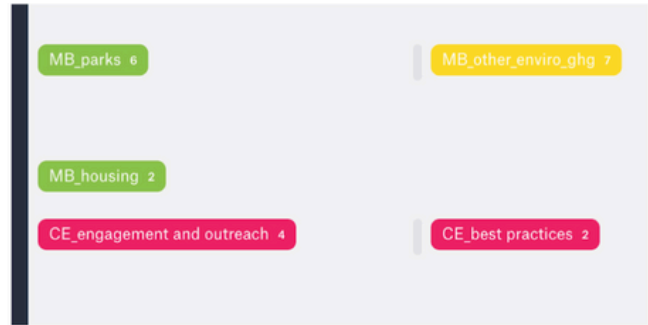 MB_parks 6
MB_other_enviro_ghg 7
MB_housing 2
CE_engagement and outreach 4
CE_best practices 2